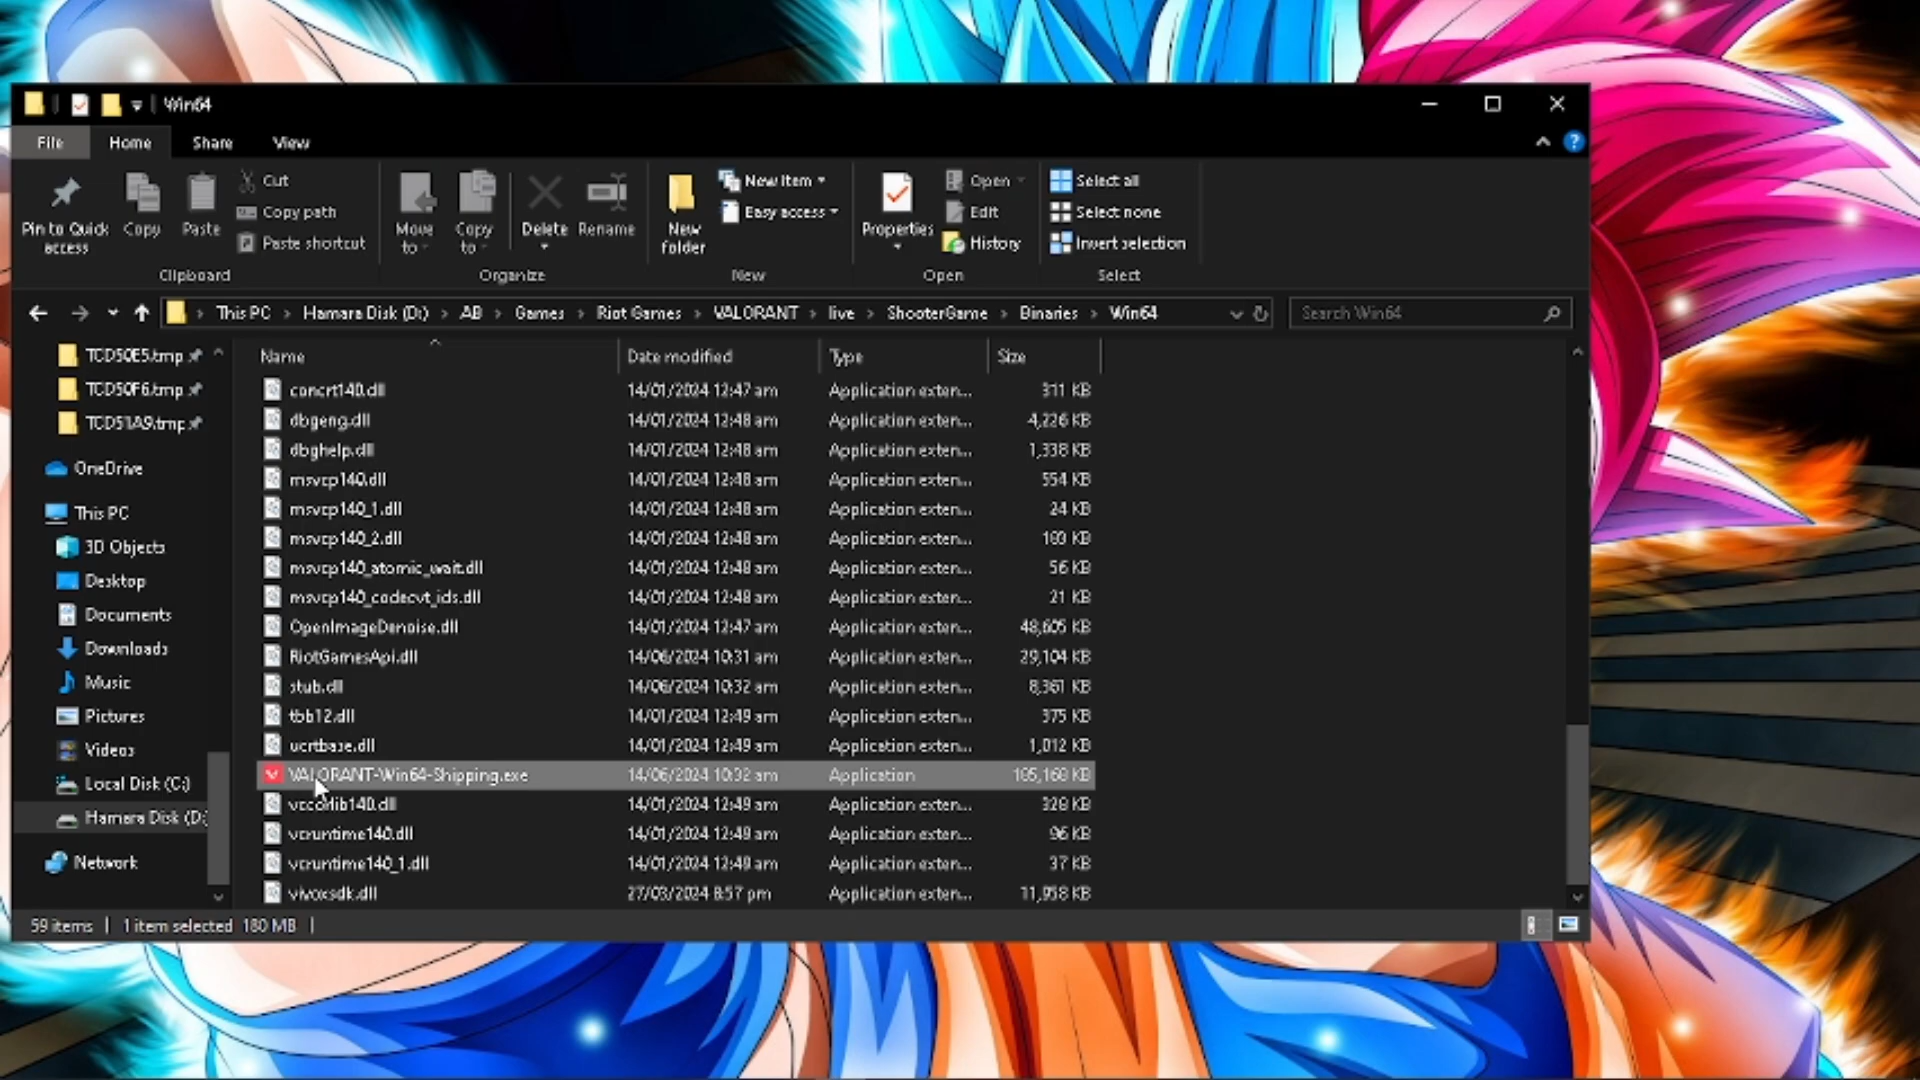 Win64
File Home Share View
Pin to Quick access
Copy
Paste
Cut
Copy path
Paste shortcut
Clipboard
Move to
Copy to
Delete
Rename
Organize
New folder
New item
Easy access
New
Properties
Open
Edit
History
Open
Select all
Select none
Invert selection
Select
This PC > Hamara Disk (D:) > AB > Games > Riot Games > VALORANT > live > ShooterGame > Binaries > Win64
Search Win64
TCD50E5.tmp
TCD50F6.tmp
TCD51A9.tmp
OneDrive
This PC
3D Objects
Desktop
Documents
Downloads
Music
Pictures
Videos
Local Disk (C:)
Hamara Disk (D:)
Network
Name Date modified Type Size
concrt140.dll 14/01/2024 12:47 am Application exten... 311 KB
dbgeng.dll 14/01/2024 12:48 am Application exten... 4,226 KB
dbghelp.dll 14/01/2024 12:48 am Application exten... 1,338 KB
msvcp140.dll 14/01/2024 12:48 am Application exten... 554 KB
msvcp140_1.dll 14/01/2024 12:48 am Application exten... 24 KB
msvcp140_2.dll 14/01/2024 12:48 am Application exten... KB
msvcp140_atomic_wait.dll 14/01/2024 12:48 am Application exten... 56 KB
msvcp140_codecvt_ids.dll 14/01/2024 12:48 am Application exten... 21 KB
OpenImageDenoise.dll 14/01/2024 12:47 am Application exten... 48,605 KB
RiotGamesApi.dll 14/06/2024 10:31 am Application exten... 29,104 KB
stub.dll 14/06/2024 10:32 am Application exten... 8,361 KB
tbb12.dll 14/01/2024 12:49 am Application exten... 375 KB
ucrtbase.dll 14/01/2024 12:49 am Application exten... 1,012 KB
VALORANT-Win64-Shipping.exe 14/06/2024 10:32 am Application KB
vccorlib140.dll 14/01/2024 12:49 am Application exten... KB
vcruntime140.dll 14/01/2024 12:49 am Application exten... 96 KB
vcruntime140_1.dll 14/01/2024 12:49 am Application exten... 37 KB
vivoxsdk.dll 27/03/2024 8:57 pm Application exten... 11,958 KB
59 items | 1 item selected 180 MB |